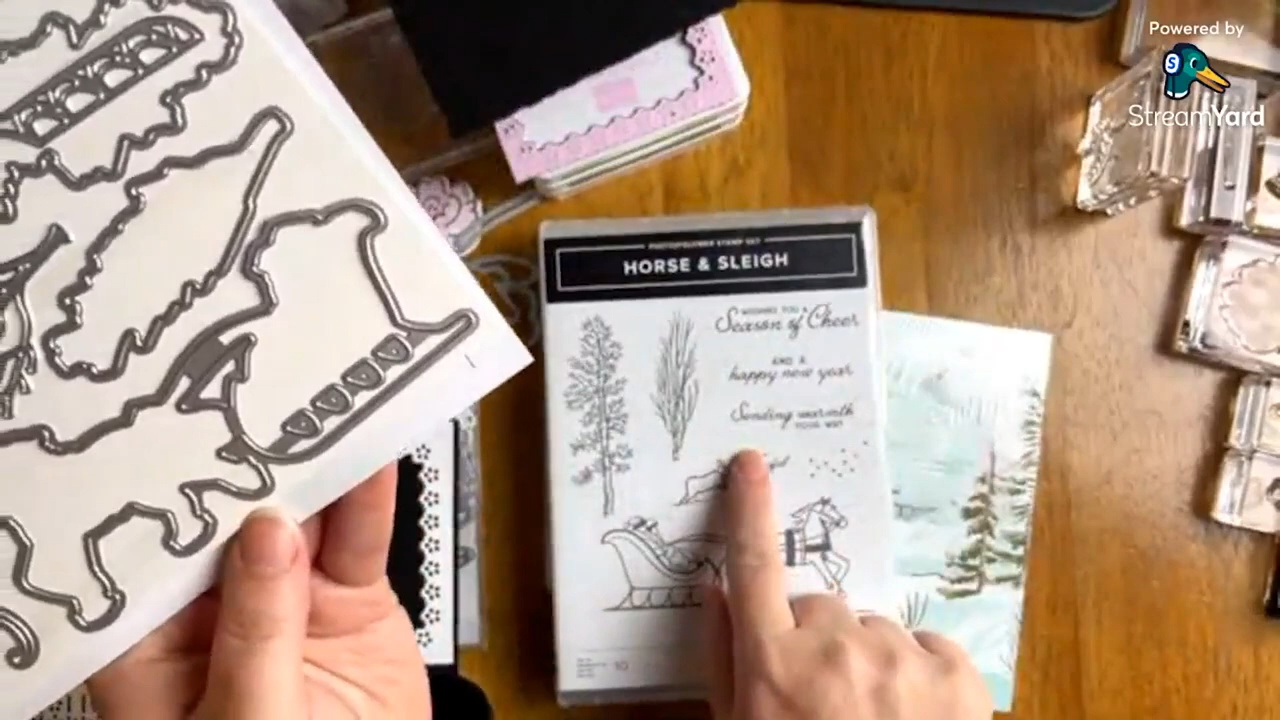 Powered by
StreamYard
PHOTOPOLYMER STAMP SET
HORSE & SLEIGH
WISHING YOU A
Season of Cheer
AND A
happy new year
Sending warmth
YOUR WAY
10